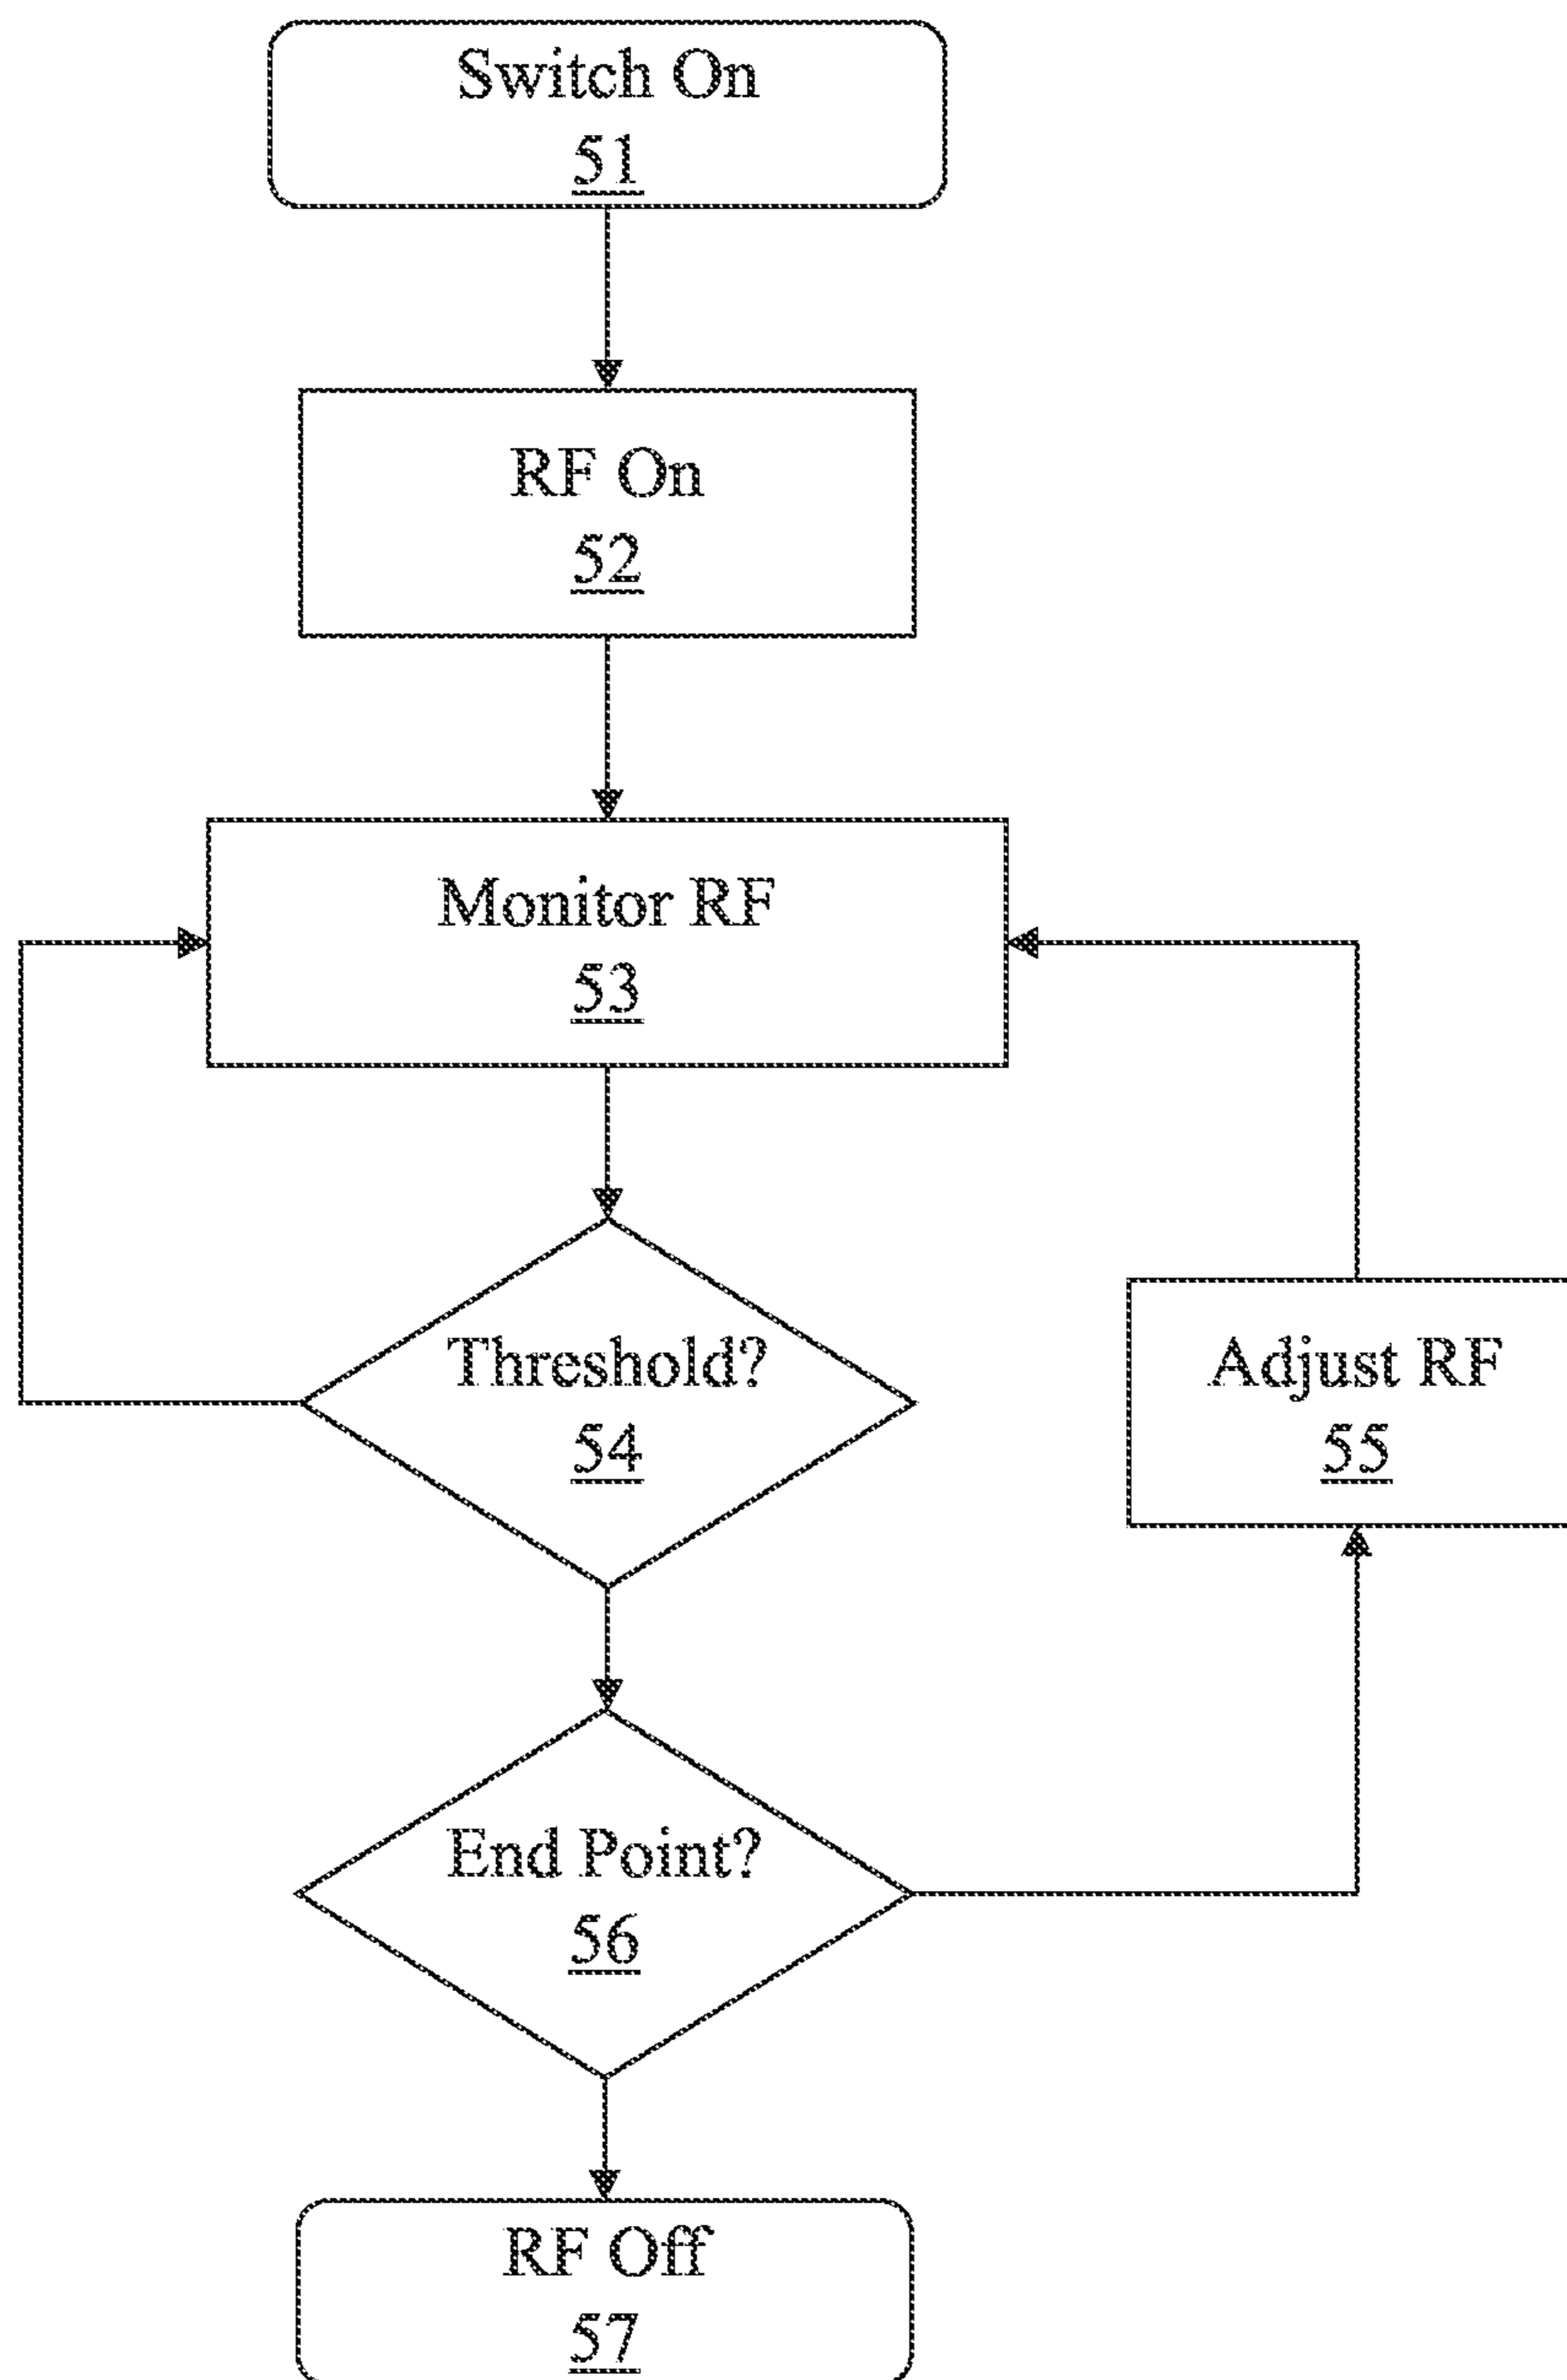 Switch On
51
RF On
52
Monitor RF
53
Threshold?
54
Adjust RF
55
End Point?
56
RF Off
57